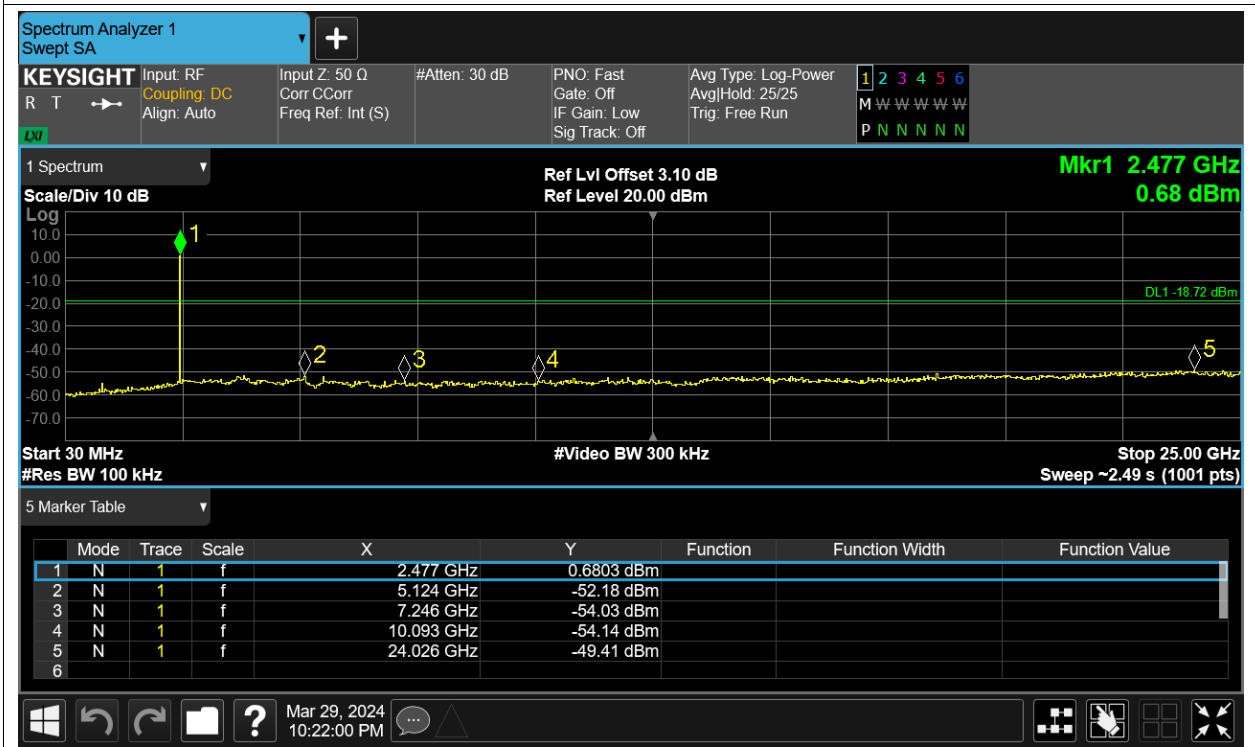 Spectrum Analyzer 1
Swept SA
KEYSIGHT
R T
LXI
Input: RF
Coupling: DC
Align: Auto
Input Z: 50 Ω
Corr CCorr
Freq Ref: Int (S)
#Atten: 30 dB
PNO: Fast
Gate: Off
IF Gain: Low
Sig Track: Off
Avg Type: Log-Power
Avg|Hold: 25/25
Trig: Free Run
1 2 3 4 5 6
M W W W W W
P N N N N N
1 Spectrum
Scale/Div 10 dB
Ref Lvl Offset 3.10 dB
Ref Level 20.00 dBm
Mkr1 2.477 GHz
0.68 dBm
Log
10.0
0.00
-10.0
-20.0
-30.0
-40.0
-50.0
-60.0
-70.0
1
2
3
4
5
DL1 -18.72 dBm
Start 30 MHz
#Video BW 300 kHz
Stop 25.00 GHz
#Res BW 100 kHz
Sweep ~2.49 s (1001 pts)
5 Marker Table
Mode Trace Scale X Y Function Function Width Function Value
1 N 1 f 2.477 GHz 0.6803 dBm
2 N 1 f 5.124 GHz -52.18 dBm
3 N 1 f 7.246 GHz -54.03 dBm
4 N 1 f 10.093 GHz -54.14 dBm
5 N 1 f 24.026 GHz -49.41 dBm
6
?
Mar 29, 2024
10:22:00 PM